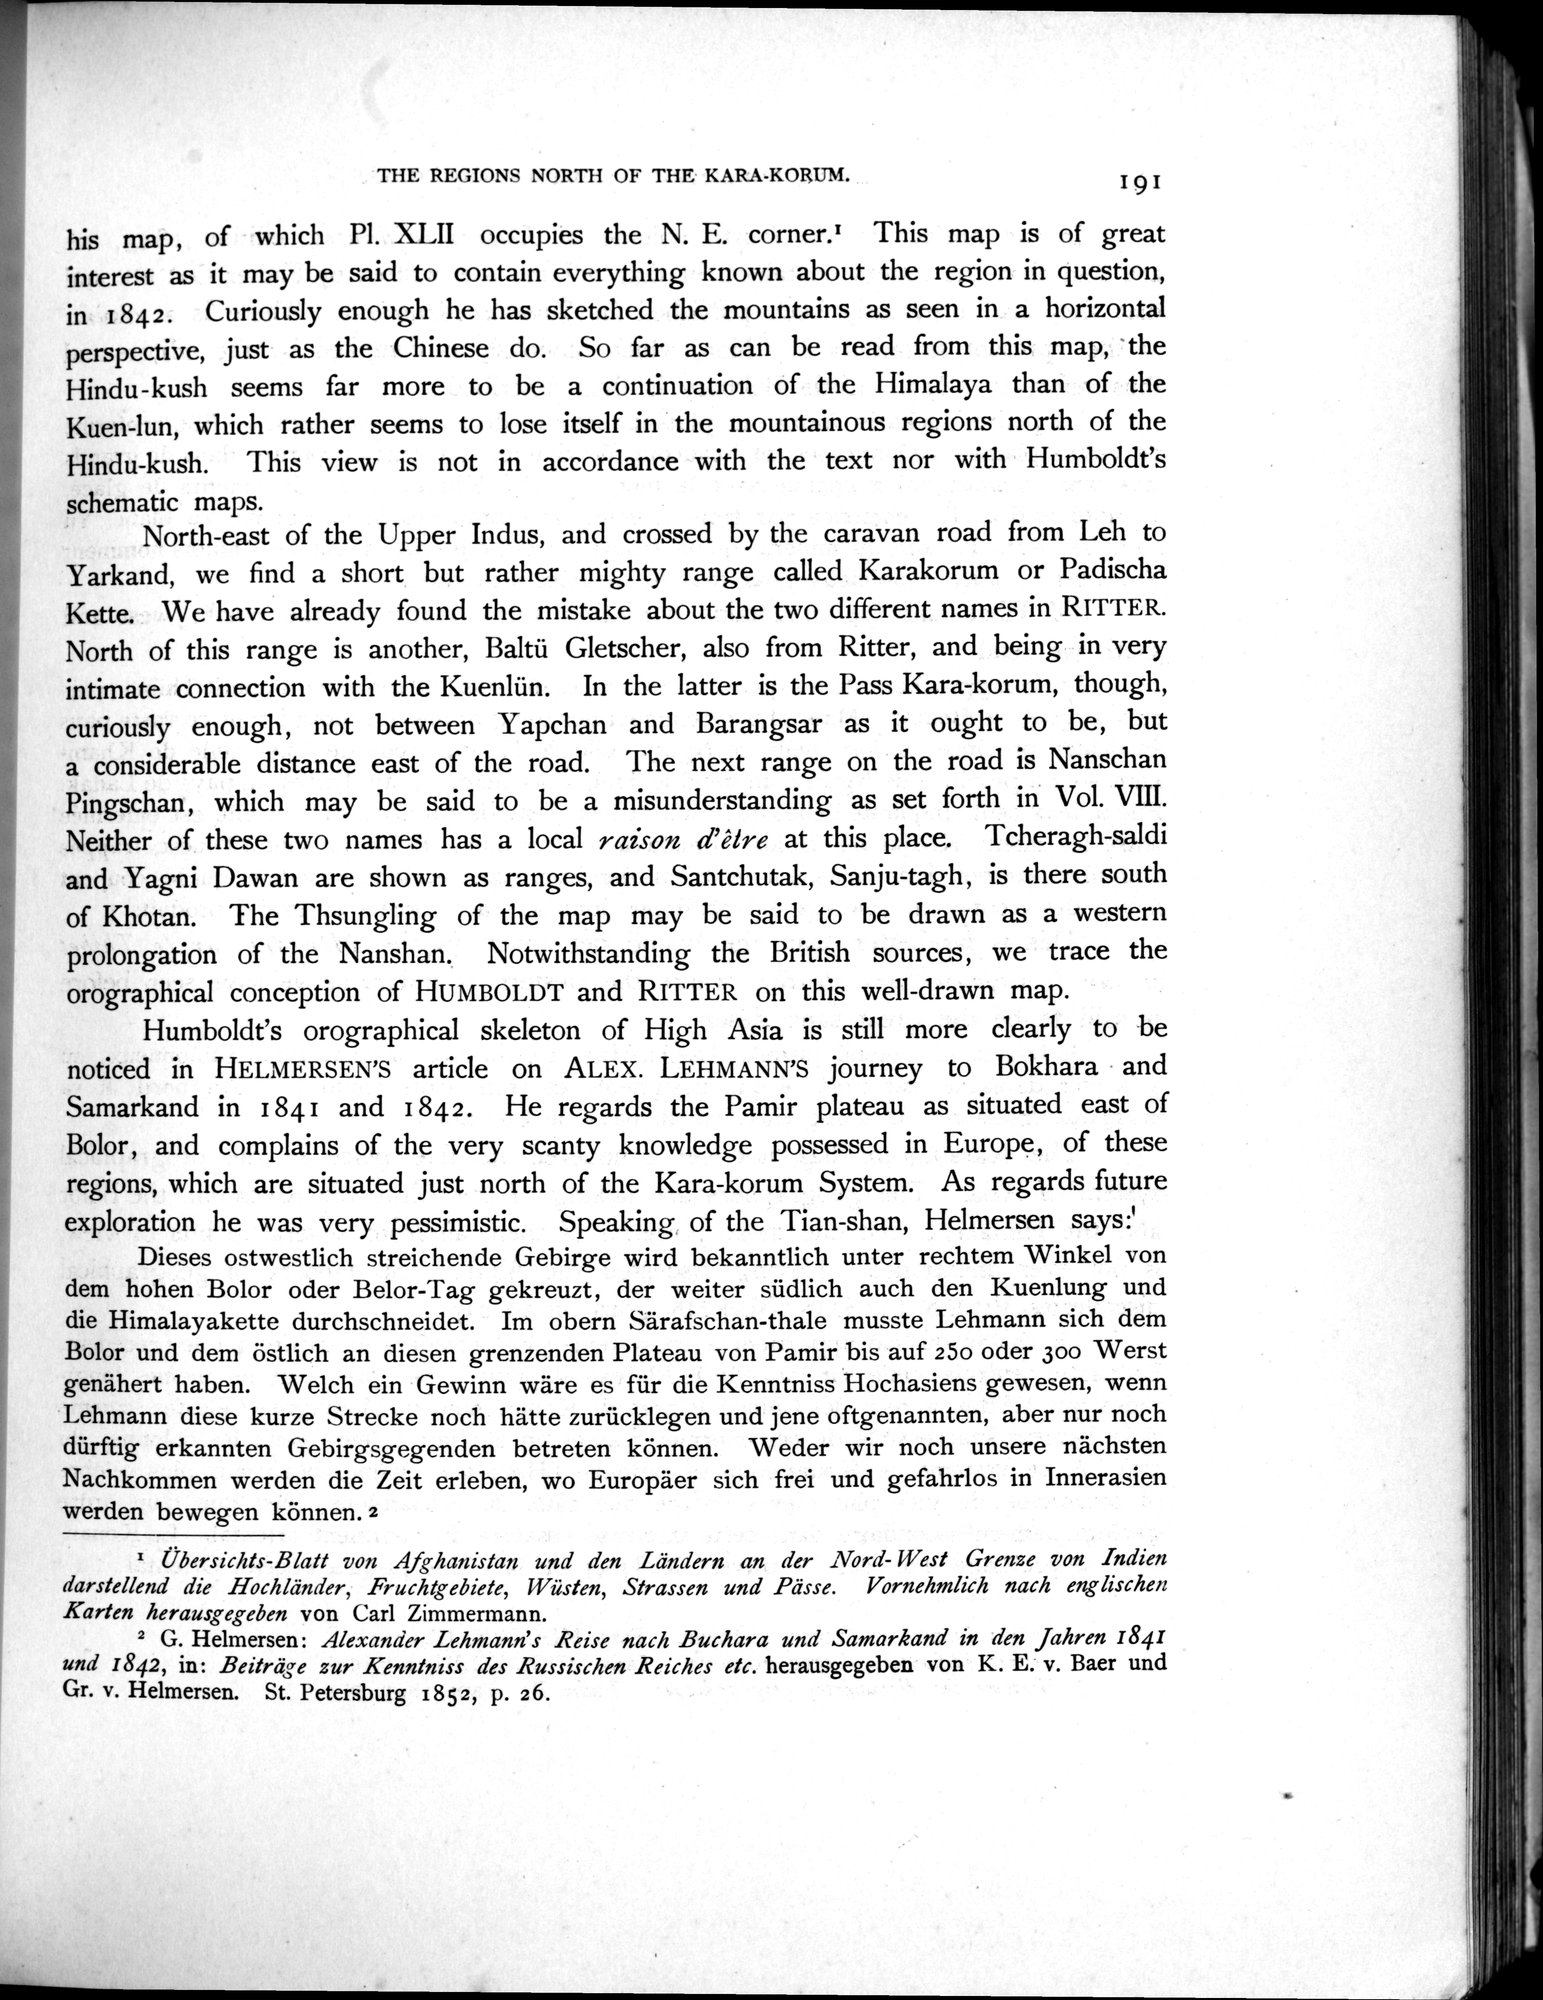 THE REGIONS NORTH OF THE KARA-KORUM. 191
his map, of which Pl. XLII occupies the N. E. corner.¹ This map is of great
interest as it may be said to contain everything known about the region in question,
in 1842. Curiously enough he has sketched the mountains as seen in a horizontal
perspective, just as the Chinese do. So far as can be read from this map, the
Hindu-kush seems far more to be a continuation of the Himalaya than of the
Kuen-lun, which rather seems to lose itself in the mountainous regions north of the
Hindu-kush. This view is not in accordance with the text nor with Humboldt's
schematic maps.
North-east of the Upper Indus, and crossed by the caravan road from Leh to
Yarkand, we find a short but rather mighty range called Karakorum or Padischa
Kette. We have already found the mistake about the two different names in RITTER.
North of this range is another, Baltü Gletscher, also from Ritter, and being in very
intimate connection with the Kuenlün. In the latter is the Pass Kara-korum, though,
curiously enough, not between Yapchan and Barangsar as it ought to be, but
a considerable distance east of the road. The next range on the road is Nanschan
Pingschan, which may be said to be a misunderstanding as set forth in Vol. VIII.
Neither of these two names has a local raison d'être at this place. Tcheragh-saldi
and Yagni Dawan are shown as ranges, and Santchutak, Sanju-tagh, is there south
of Khotan. The Thsungling of the map may be said to be drawn as a western
prolongation of the Nanshan. Notwithstanding the British sources, we trace the
orographical conception of HUMBOLDT and RITTER on this well-drawn map.
Humboldt's orographical skeleton of High Asia is still more clearly to be
noticed in HELMERSEN'S article on ALEX. LEHMANN'S journey to Bokhara and
Samarkand in 1841 and 1842. He regards the Pamir plateau as situated east of
Bolor, and complains of the very scanty knowledge possessed in Europe, of these
regions, which are situated just north of the Kara-korum System. As regards future
exploration he was very pessimistic. Speaking of the Tian-shan, Helmersen says:
Dieses ostwestlich streichende Gebirge wird bekanntlich unter rechtem Winkel von
dem hohen Bolor oder Belor-Tag gekreuzt, der weiter südlich auch den Kuenlung und
die Himalayakette durchschneidet. Im obern Särafschan-thale musste Lehmann sich dem
Bolor und dem östlich an diesen grenzenden Plateau von Pamir bis auf 250 oder 300 Werst
genähert haben. Welch ein Gewinn wäre es für die Kenntniss Hochasiens gewesen, wenn
Lehmann diese kurze Strecke noch hätte zurücklegen und jene oftgenannten, aber nur noch
dürftig erkannten Gebirgsgegenden betreten können. Weder wir noch unsere nächsten
Nachkommen werden die Zeit erleben, wo Europäer sich frei und gefahrlos in Innerasien
werden bewegen können. ²
¹ Übersichts-Blatt von Afghanistan und den Ländern an der Nord-West Grenze von Indien
darstellend die Hochländer, Fruchtgebiete, Wüsten, Strassen und Pässe. Vornehmlich nach englischen
Karten herausgegeben von Carl Zimmermann.
² G. Helmersen: Alexander Lehmann's Reise nach Buchara und Samarkand in den Jahren 1841
und 1842, in: Beiträge zur Kenntniss des Russischen Reiches etc. herausgegeben von K. E. v. Baer und
Gr. v. Helmersen. St. Petersburg 1852, p. 26.